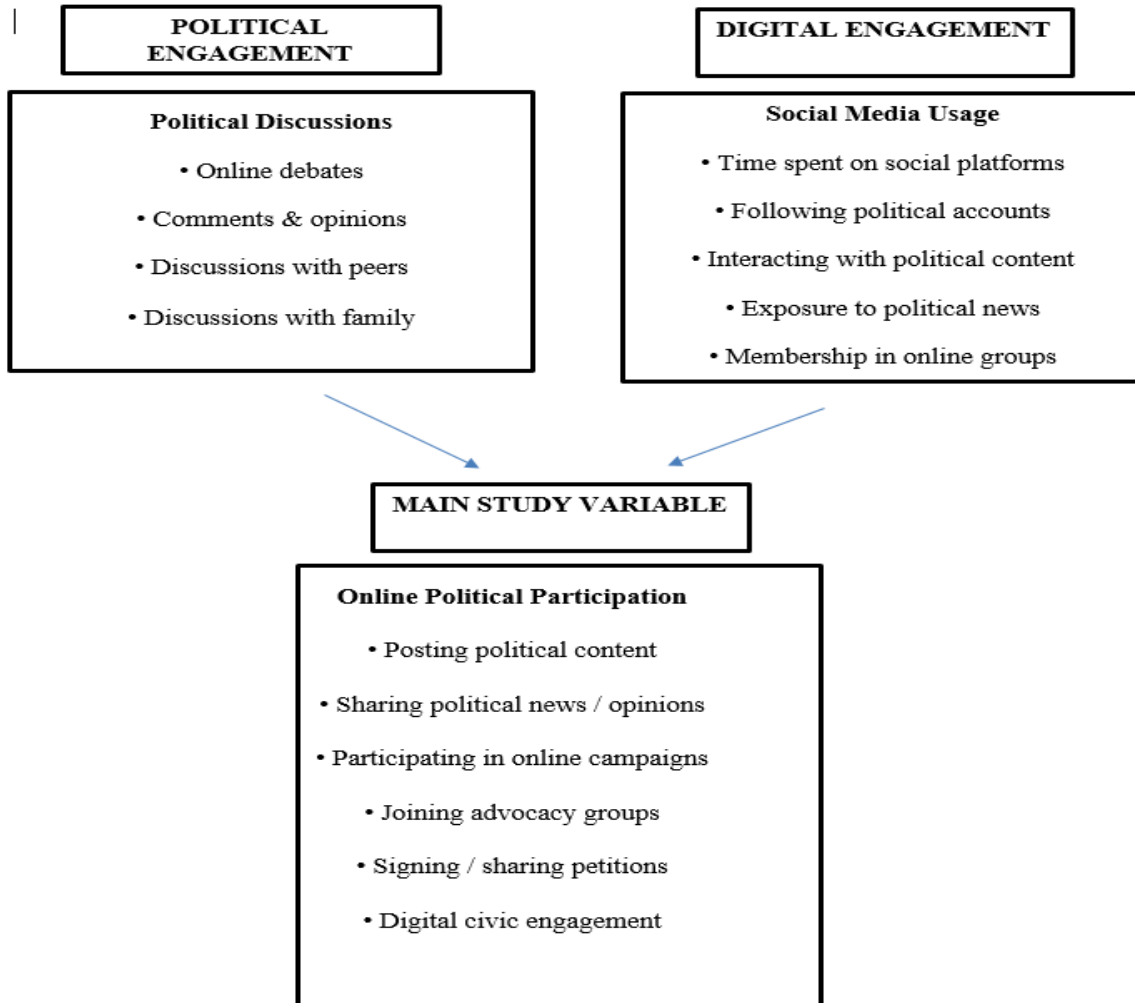 POLITICAL
ENGAGEMENT
Political Discussions
• Online debates
• Comments & opinions
• Discussions with peers
• Discussions with family
DIGITAL ENGAGEMENT
Social Media Usage
• Time spent on social platforms
• Following political accounts
• Interacting with political content
• Exposure to political news
• Membership in online groups
MAIN STUDY VARIABLE
Online Political Participation
• Posting political content
• Sharing political news / opinions
• Participating in online campaigns
• Joining advocacy groups
• Signing / sharing petitions
• Digital civic engagement